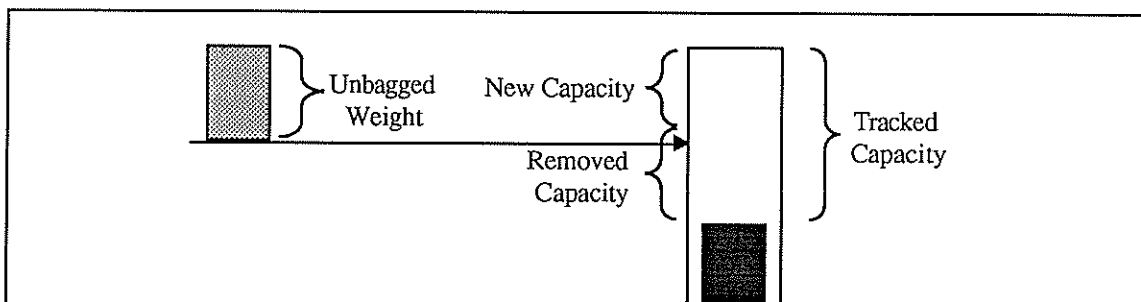 Unbagged
Weight
New Capacity
Removed
Capacity
Tracked
Capacity